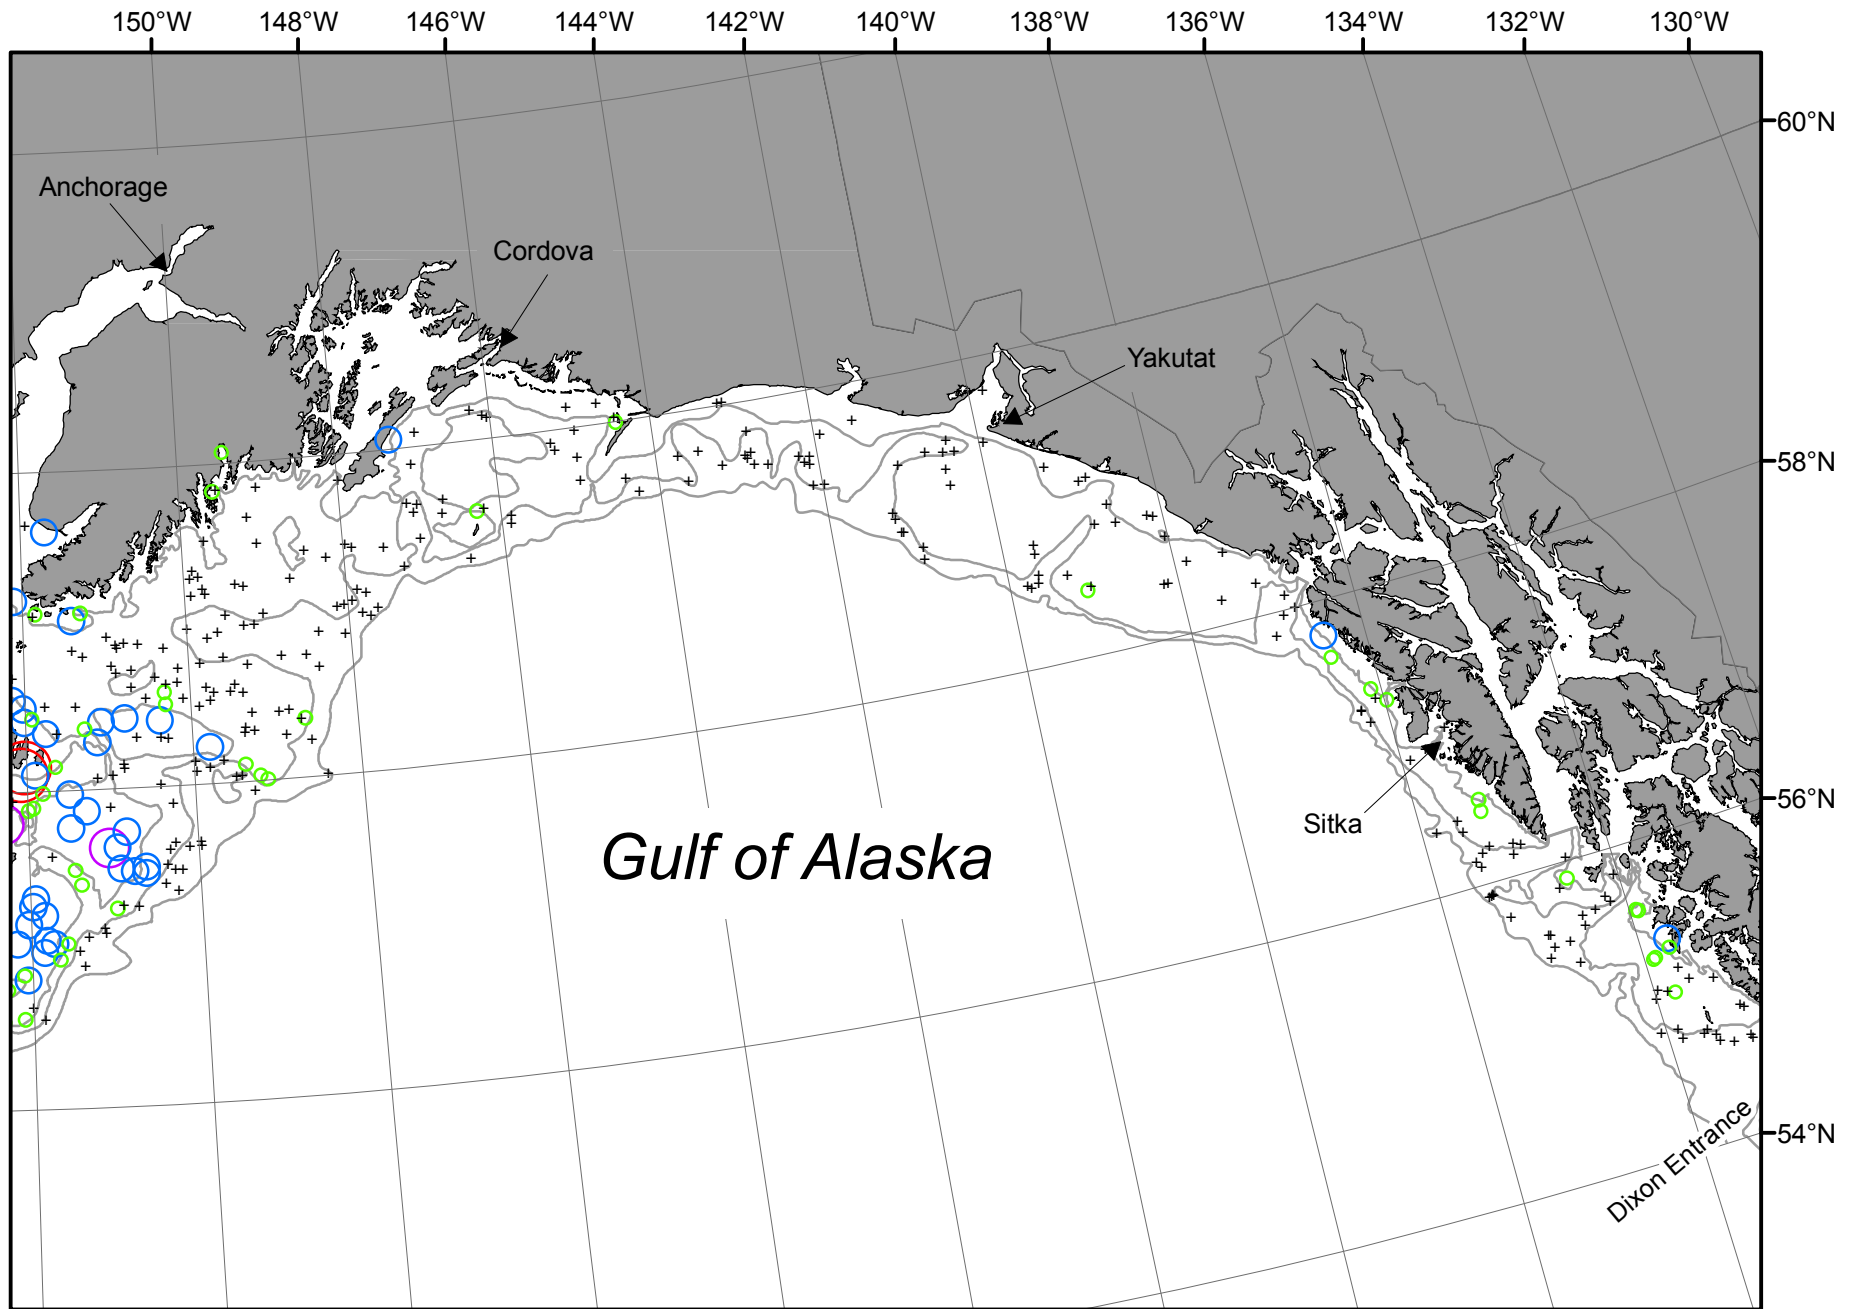 150°W 148°W 146°W 144°W 142°W 140°W 138°W 136°W 134°W 132°W 130°W
60°N
Anchorage
Cordova
Yakutat
58°N
56°N
Sitka
Gulf of Alaska
54°N
Dixon Entrance